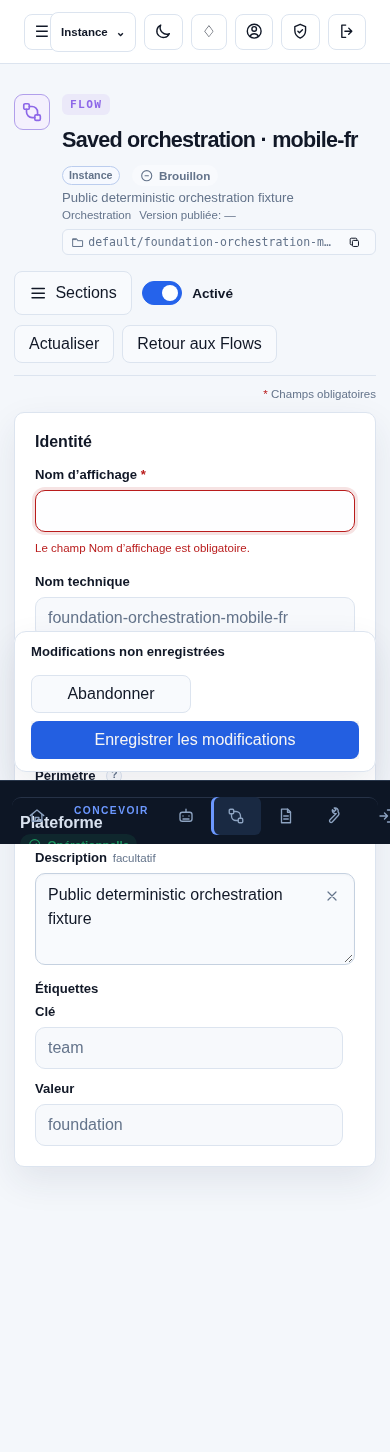 Instance
FLOW
Saved orchestration · mobile-fr
Instance Brouillon
Public deterministic orchestration fixture
Orchestration Version publiée: —
default/foundation-orchestration-m…
Sections Activé
Actualiser Retour aux Flows
* Champs obligatoires
Identité
Nom d’affichage *
Le champ Nom d’affichage est obligatoire.
Nom technique
foundation-orchestration-mobile-fr
Modifications non enregistrées
Abandonner
Enregistrer les modifications
Périmètre ?
CONCEVOIR
Plateforme
Opérationnelle
Description facultatif
Public deterministic orchestration
fixture
Étiquettes
Clé
team
Valeur
foundation